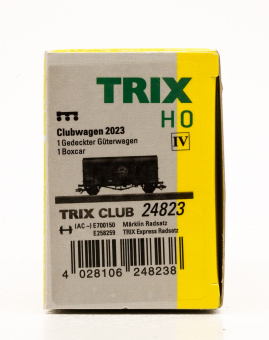 TRIX
HO
Clubwagen 2023
1 Gedeckter Güterwagen
1 Boxcar
IV
TRIX CLUB 24823
(AC~) E700150 Märklin Radsatz
E258259 TRIX Express Radsatz
4 028106 248238